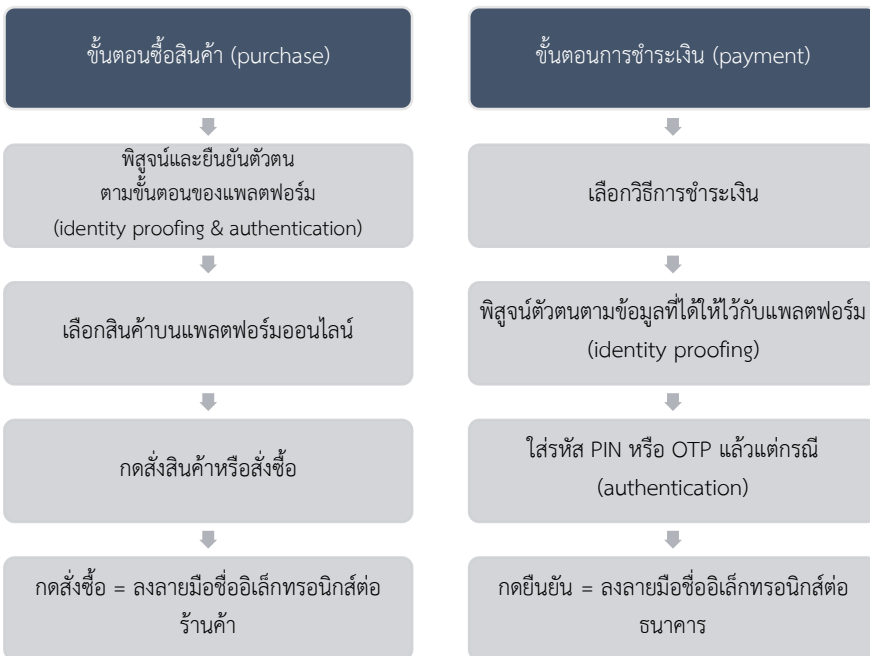 ขั้นตอนซื้อสินค้า (purchase)
พิสูจน์และยืนยันตัวตน
ตามขั้นตอนของแพลตฟอร์ม
(identity proofing & authentication)
เลือกสินค้าบนแพลตฟอร์มออนไลน์
กดสั่งสินค้าหรือสั่งซื้อ
กดสั่งซื้อ = ลงลายมือชื่ออิเล็กทรอนิกส์ต่อ
ร้านค้า
ขั้นตอนการชำระเงิน (payment)
เลือกวิธีการชำระเงิน
พิสูจน์ตัวตนตามข้อมูลที่ได้ให้ไว้กับแพลตฟอร์ม
(identity proofing)
ใส่รหัส PIN หรือ OTP แล้วแต่กรณี
(authentication)
กดยืนยัน = ลงลายมือชื่ออิเล็กทรอนิกส์ต่อ
ธนาคาร